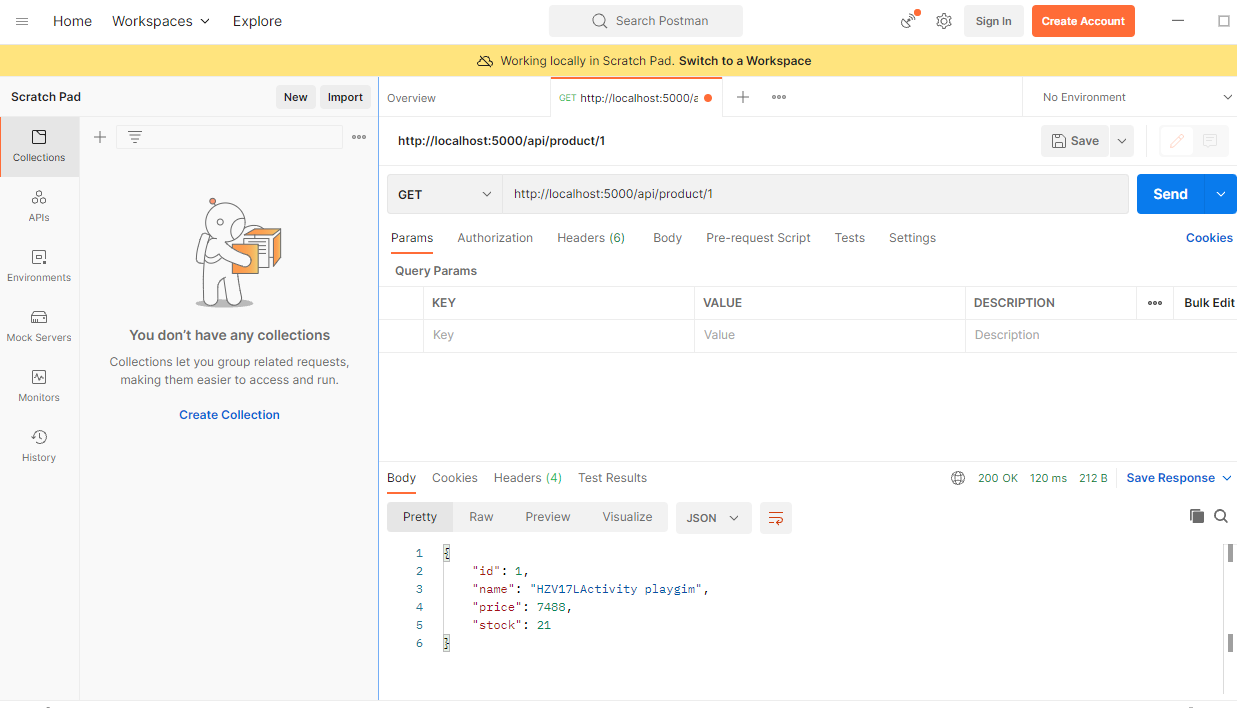 Home Workspaces Explore Search Postman Sign In Create Account
Working locally in Scratch Pad. Switch to a Workspace
Scratch Pad New Import
Overview GET http://localhost:5000/a No Environment
Collections
APIs
Environments
Mock Servers
Monitors
History
You don't have any collections
Collections let you group related requests,
making them easier to access and run.
Create Collection
http://localhost:5000/api/product/1 Save
GET http://localhost:5000/api/product/1 Send
Params Authorization Headers (6) Body Pre-request Script Tests Settings Cookies
Query Params
KEY VALUE DESCRIPTION Bulk Edit
Key Value Description
Body Cookies Headers (4) Test Results 200 OK 120 ms 212 B Save Response
Pretty Raw Preview Visualize JSON
1 {
2 "id": 1,
3 "name": "HZV17LActivity playgim",
4 "price": 7488,
5 "stock": 21
6 }